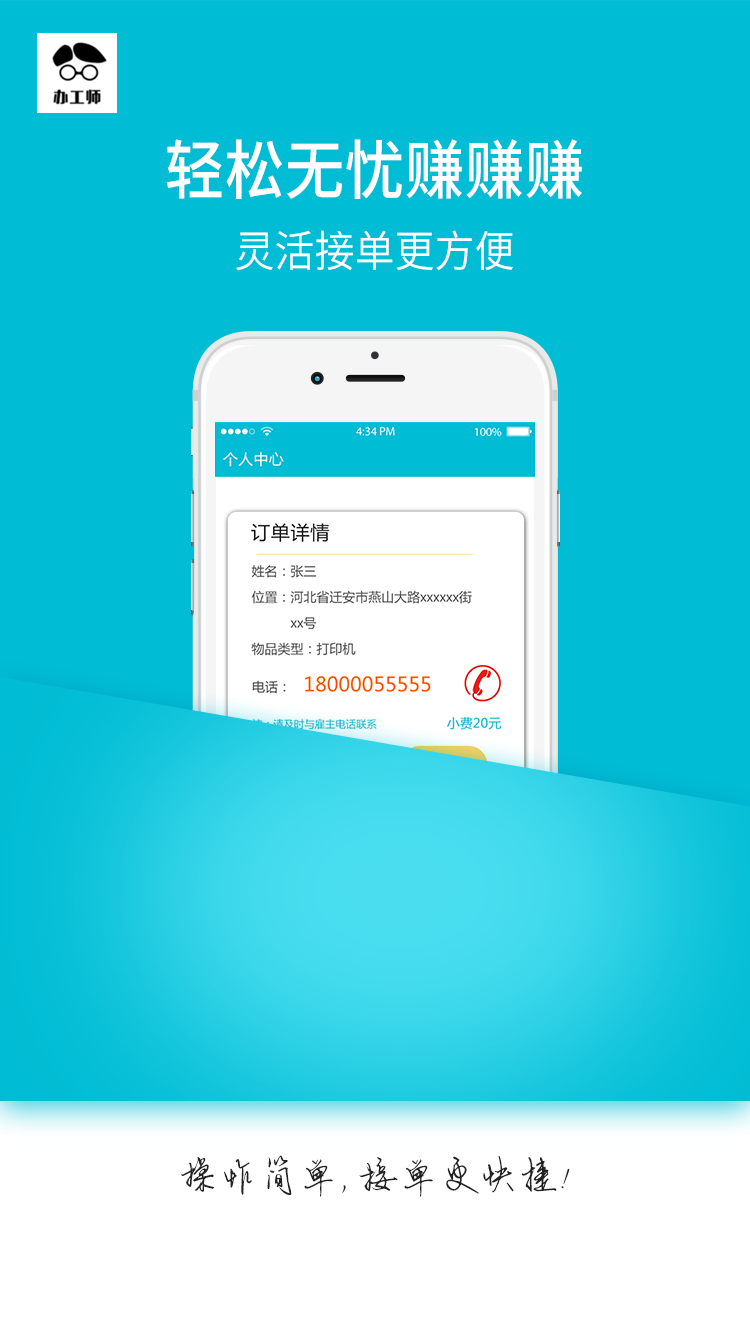 办工师
轻松无忧赚赚赚
灵活接单更方便
4:34 PM
100%
个人中心
订单详情
姓名：张三
位置：河北省迁安市燕山大路xxxxxx街
xx号
物品类型：打印机
电话： 18000055555
：请及时与雇主电话联系 小费20元
操作简单，接单更快捷！